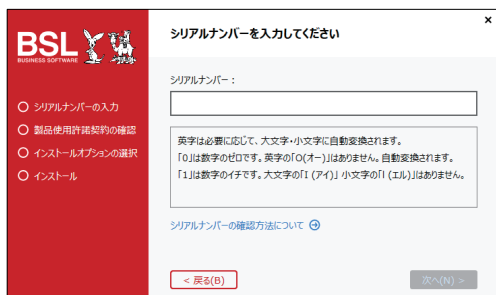 BSL
BUSINESS SOFTWARE
シリアルナンバーの入力
製品使用許諾契約の確認
インストールオプションの選択
インストール
×
シリアルナンバーを入力してください
シリアルナンバー：
英字は必要に応じて、大文字・小文字に自動変換されます。
「0」は数字のゼロです。英字の「O(オー)」はありません。自動変換されます。
「1」は数字のイチです。大文字の「I (アイ)」 小文字の「l (エル)」はありません。
シリアルナンバーの確認方法について
< 戻る(B)
次へ(N) >